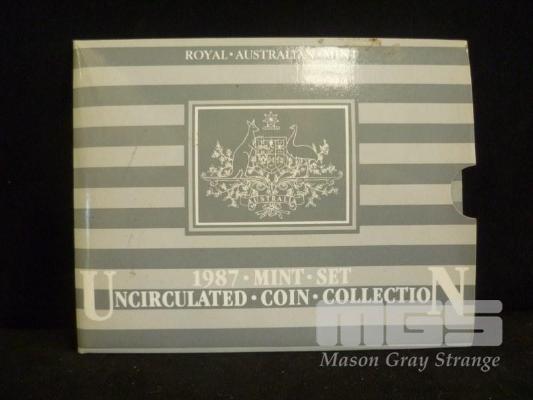 ROYAL · AUSTRALIAN · MINT
AUSTRALIA
1987 · MINT · SET
UNCIRCULATED · COIN · COLLECTION
MGS
Mason Gray Strange